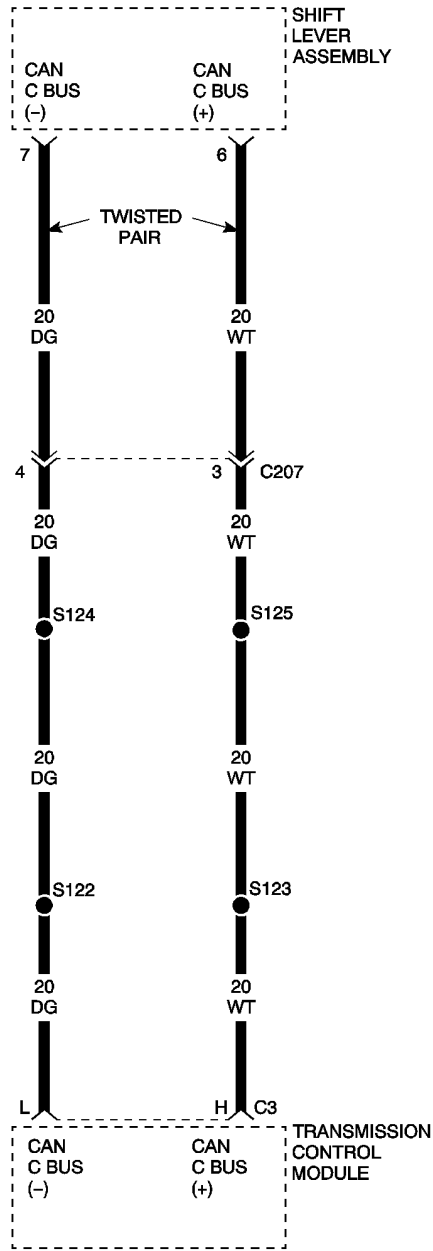 SHIFT
LEVER
ASSEMBLY
CAN
C BUS
(–)
CAN
C BUS
(+)
7
6
TWISTED
PAIR
20
DG
20
WT
4
3
C207
20
DG
20
WT
S124
S125
20
DG
20
WT
S122
S123
20
DG
20
WT
L
H
C3
CAN
C BUS
(–)
CAN
C BUS
(+)
TRANSMISSION
CONTROL
MODULE